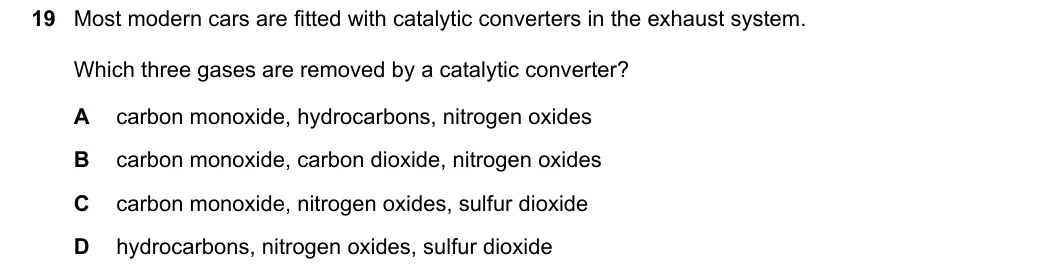 19 Most modern cars are fitted with catalytic converters in the exhaust system.
Which three gases are removed by a catalytic converter?
A carbon monoxide, hydrocarbons, nitrogen oxides
B carbon monoxide, carbon dioxide, nitrogen oxides
C carbon monoxide, nitrogen oxides, sulfur dioxide
D hydrocarbons, nitrogen oxides, sulfur dioxide